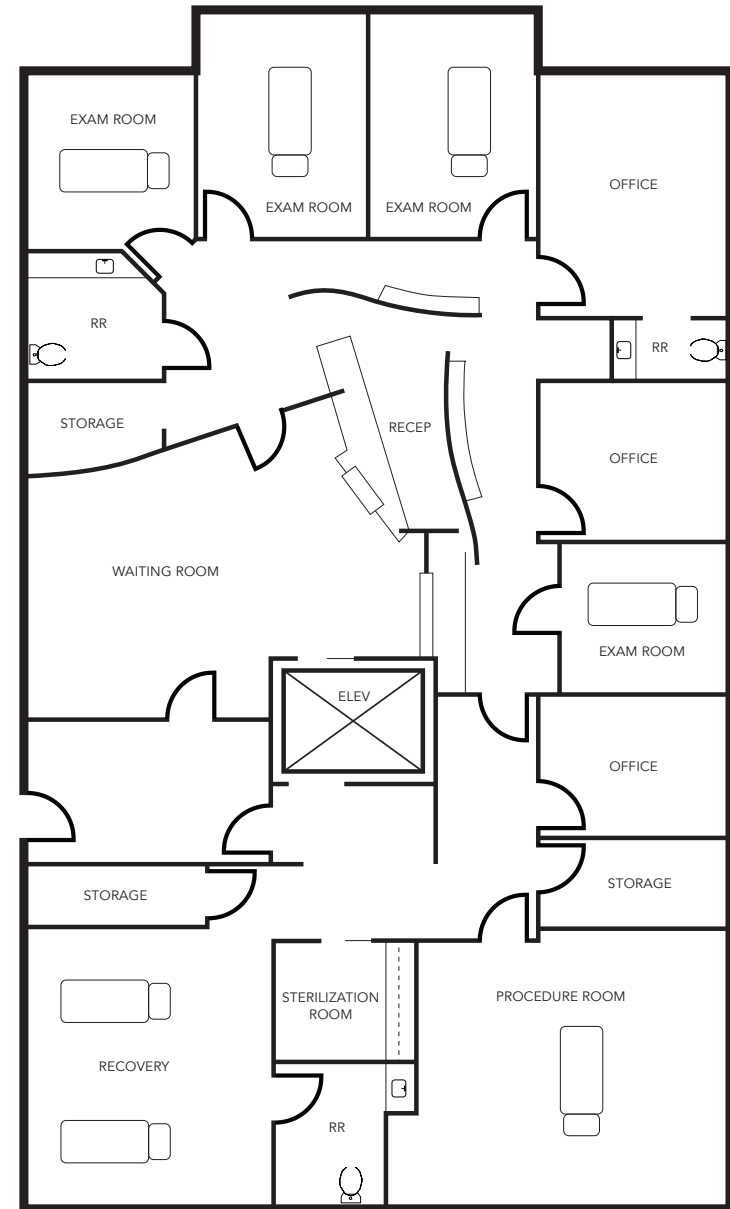 EXAM ROOM
OFFICE
EXAM ROOM
EXAM ROOM
RR
RR
STORAGE
RECEP
OFFICE
WAITING ROOM
EXAM ROOM
ELEV
OFFICE
STORAGE
STORAGE
STERILIZATION
ROOM
PROCEDURE ROOM
RECOVERY
RR